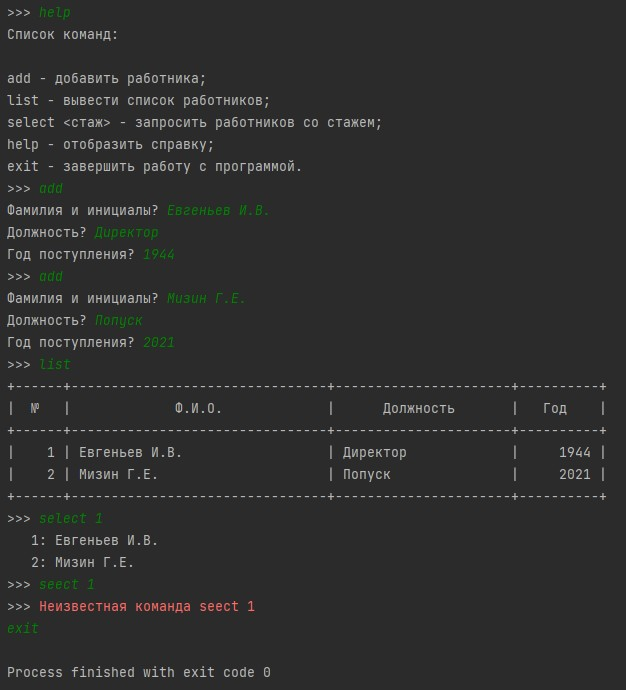 >>> help
Список команд:
add - добавить работника;
list - вывести список работников;
select <стаж> - запросить работников со стажем;
help - отобразить справку;
exit - завершить работу с программой.
>>> add
Фамилия и инициалы? Евгеньев И.В.
Должность? Директор
Год поступления? 1944
>>> add
Фамилия и инициалы? Мизин Г.Е.
Должность? Попуск
Год поступления? 2021
>>> list
+------+--------------------------------+----------------------+----------+
|  №   |             Ф.И.О.             |      Должность       |   Год    |
+------+--------------------------------+----------------------+----------+
|    1 | Евгеньев И.В.                  | Директор             |     1944 |
|    2 | Мизин Г.Е.                     | Попуск               |     2021 |
+------+--------------------------------+----------------------+----------+
>>> select 1
   1: Евгеньев И.В.
   2: Мизин Г.Е.
>>> seect 1
>>> Неизвестная команда seect 1
exit
Process finished with exit code 0